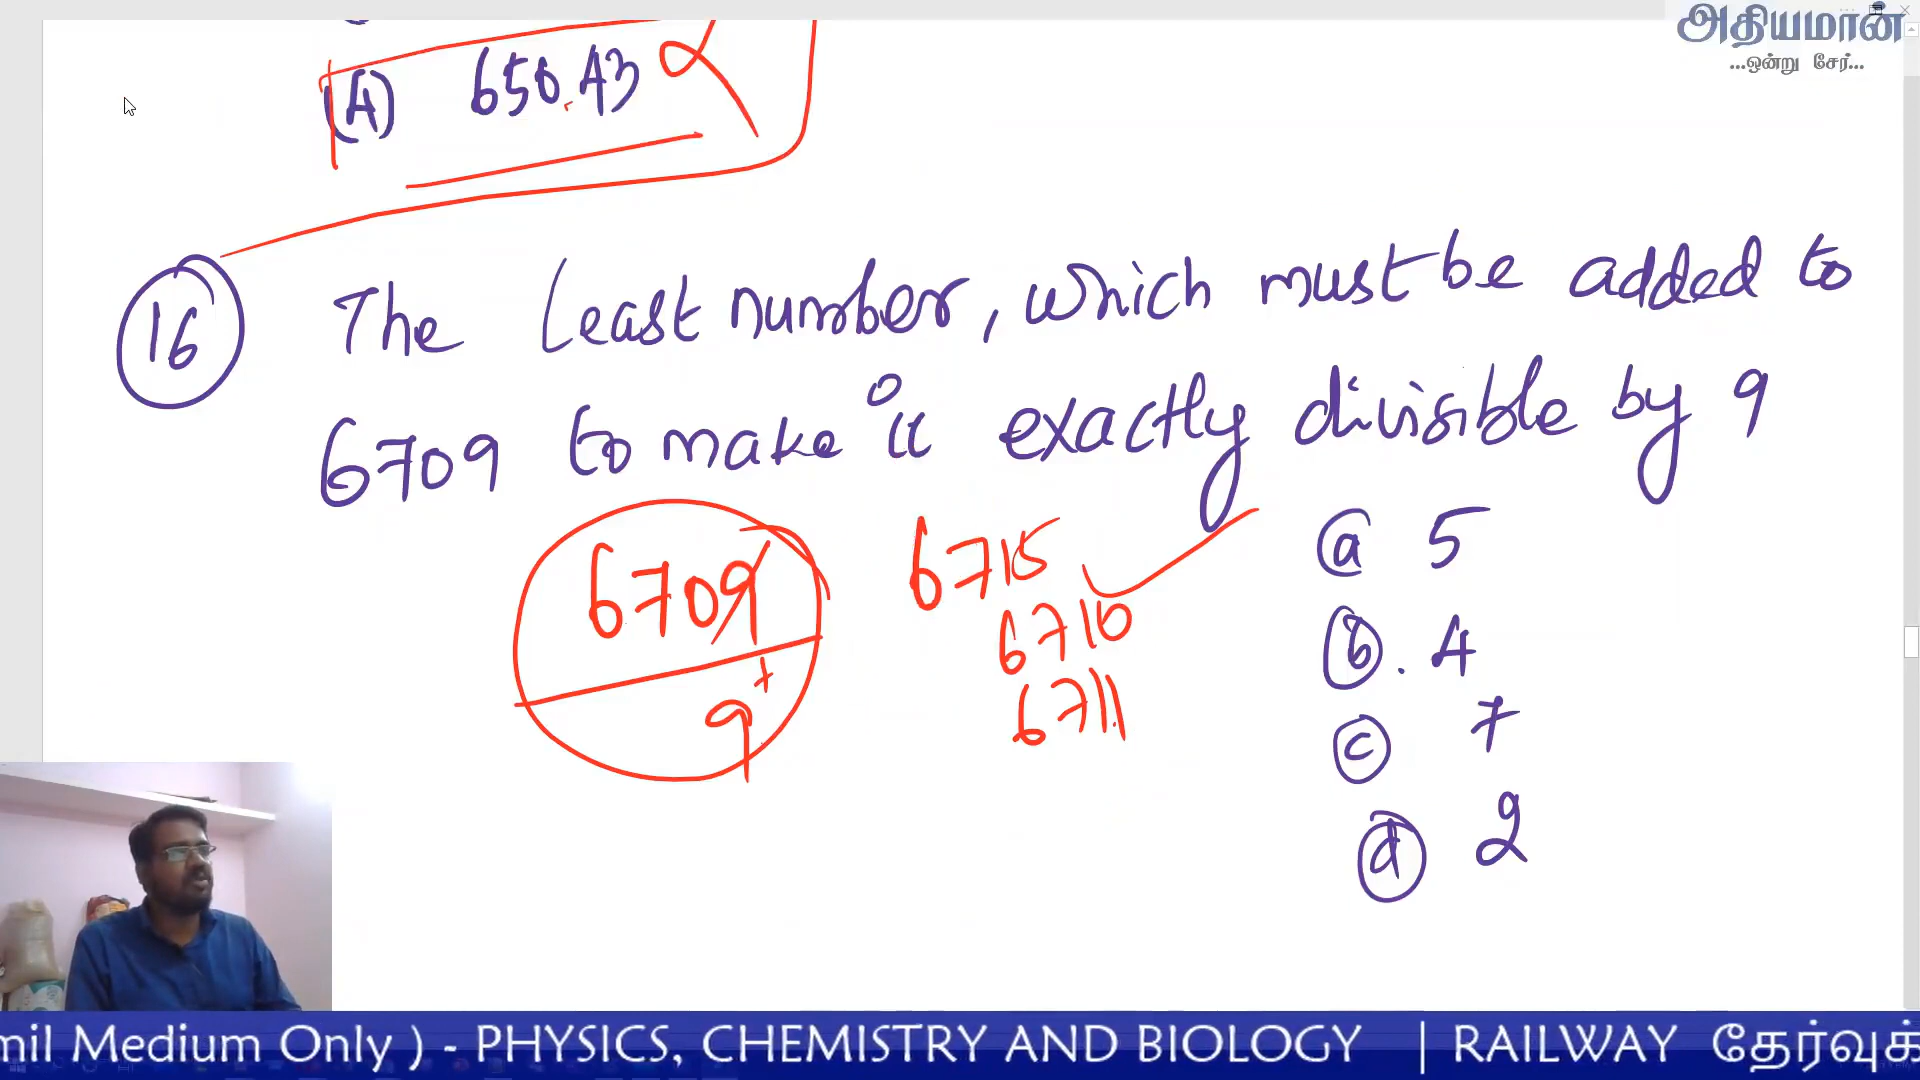 அதியமான்
...ஒன்று சேர்...
(A) 650.43
16 The least number, which must be added to
6709 to make it exactly divisible by 9
6709
9
+
6715
6710
6711
a 5
b. 4
c 7
d 2
mil Medium Only ) - PHYSICS, CHEMISTRY AND BIOLOGY | RAILWAY தேர்வுக்